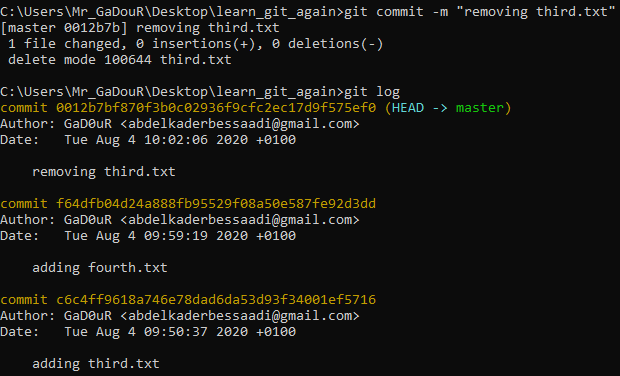 C:\Users\Mr_GaDouR\Desktop\learn_git_again>git commit -m "removing third.txt"
[master 0012b7b] removing third.txt
 1 file changed, 0 insertions(+), 0 deletions(-)
 delete mode 100644 third.txt

C:\Users\Mr_GaDouR\Desktop\learn_git_again>git log
commit 0012b7bf870f3b0c02936f9cfc2ec17d9f575ef0 (HEAD -> master)
Author: GaD0uR <abdelkaderbessaadi@gmail.com>
Date:   Tue Aug 4 10:02:06 2020 +0100

    removing third.txt

commit f64dfb04d24a888fb95529f08a50e587fe92d3dd
Author: GaD0uR <abdelkaderbessaadi@gmail.com>
Date:   Tue Aug 4 09:59:19 2020 +0100

    adding fourth.txt

commit c6c4ff9618a746e78dad6da53d93f34001ef5716
Author: GaD0uR <abdelkaderbessaadi@gmail.com>
Date:   Tue Aug 4 09:50:37 2020 +0100

    adding third.txt